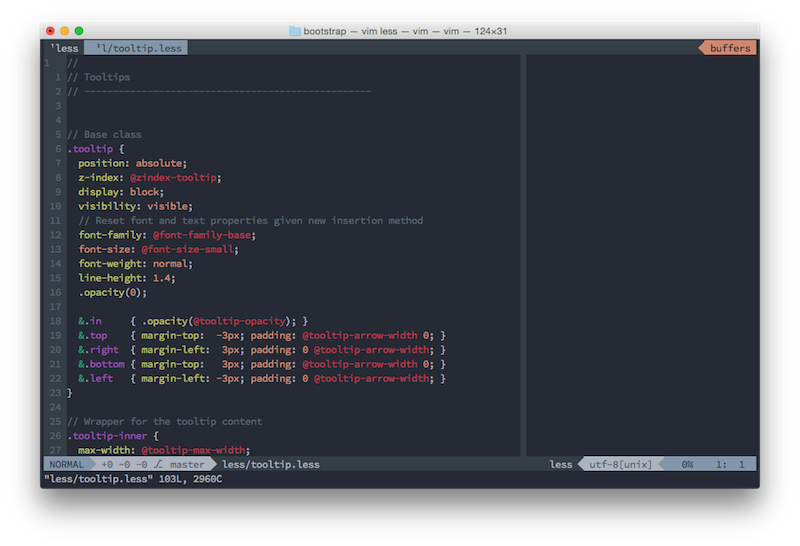 bootstrap — vim less — vim — vim — 124×31
¹less ²l/tooltip.less buffers
1 //
1 // Tooltips
2 // --------------------------------------------------
3
4
5 // Base class
6 .tooltip {
7 position: absolute;
8 z-index: @zindex-tooltip;
9 display: block;
10 visibility: visible;
11 // Reset font and text properties given new insertion method
12 font-family: @font-family-base;
13 font-size: @font-size-small;
14 font-weight: normal;
15 line-height: 1.4;
16 .opacity(0);
17
18 &.in { .opacity(@tooltip-opacity); }
19 &.top { margin-top: -3px; padding: @tooltip-arrow-width 0; }
20 &.right { margin-left: 3px; padding: 0 @tooltip-arrow-width; }
21 &.bottom { margin-top: 3px; padding: @tooltip-arrow-width 0; }
22 &.left { margin-left: -3px; padding: 0 @tooltip-arrow-width; }
23 }
24
25 // Wrapper for the tooltip content
26 .tooltip-inner {
27 max-width: @tooltip-max-width;
NORMAL +0 ~0 -0 master less/tooltip.less less utf-8[unix] 0% 1: 1
"less/tooltip.less" 103L, 2960C